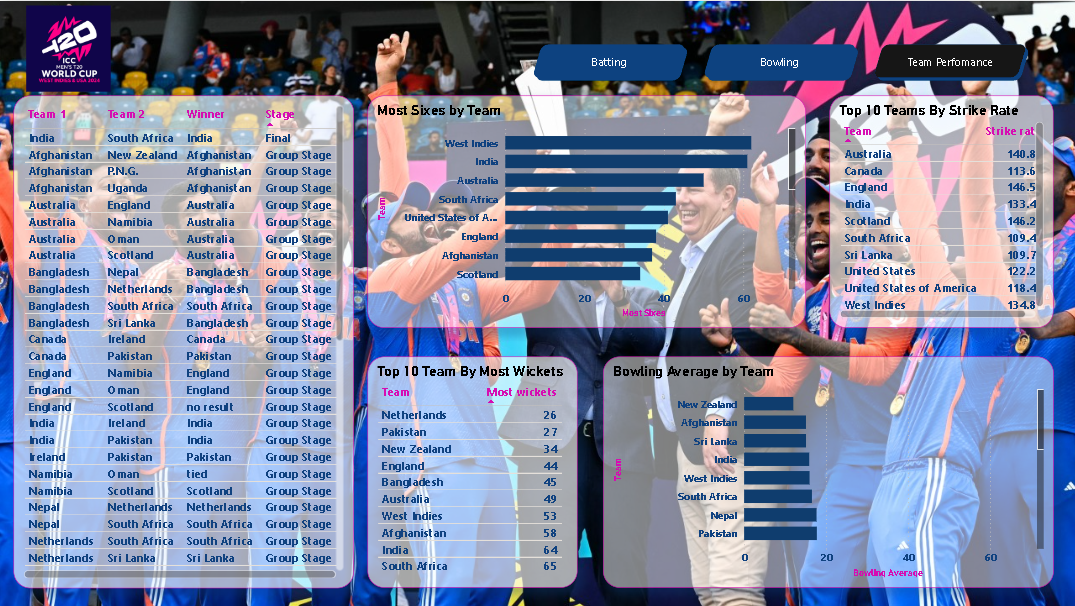 T20
ICC
MEN'S T20
WORLD CUP
WEST INDIES & USA 2024
Batting
Bowling
Team Perfomance
Team 1 Team 2 Winner Stage
India South Africa India Final
Afghanistan New Zealand Afghanistan Group Stage
Afghanistan P.N.G. Afghanistan Group Stage
Afghanistan Uganda Afghanistan Group Stage
Australia England Australia Group Stage
Australia Namibia Australia Group Stage
Australia Oman Australia Group Stage
Australia Scotland Australia Group Stage
Bangladesh Nepal Bangladesh Group Stage
Bangladesh Netherlands Bangladesh Group Stage
Bangladesh South Africa South Africa Group Stage
Bangladesh Sri Lanka Bangladesh Group Stage
Canada Ireland Canada Group Stage
Canada Pakistan Pakistan Group Stage
England Namibia England Group Stage
England Oman England Group Stage
England Scotland no result Group Stage
India Ireland India Group Stage
India Pakistan India Group Stage
Ireland Pakistan Pakistan Group Stage
Namibia Oman tied Group Stage
Namibia Scotland Scotland Group Stage
Nepal Netherlands Netherlands Group Stage
Nepal South Africa South Africa Group Stage
Netherlands South Africa South Africa Group Stage
Netherlands Sri Lanka Sri Lanka Group Stage
Most Sixes by Team
Team
West Indies
India
Australia
South Africa
United States of A...
England
Afghanistan
Scotland
0 20 40 60
Most Sixes
Top 10 Teams By Strike Rate
Team Strike rat
Australia 140.8
Canada 113.6
England 146.5
India 133.4
Scotland 146.2
South Africa 109.4
Sri Lanka 109.7
United States 122.2
United States of America 118.4
West Indies 134.8
Top 10 Team By Most Wickets
Team Most wickets
Netherlands 26
Pakistan 27
New Zealand 34
England 44
Bangladesh 45
Australia 49
West Indies 53
Afghanistan 58
India 64
South Africa 65
Bowling Average by Team
Team
New Zealand
Afghanistan
Sri Lanka
India
West Indies
South Africa
Nepal
Pakistan
0 20 40 60
Bowling Average